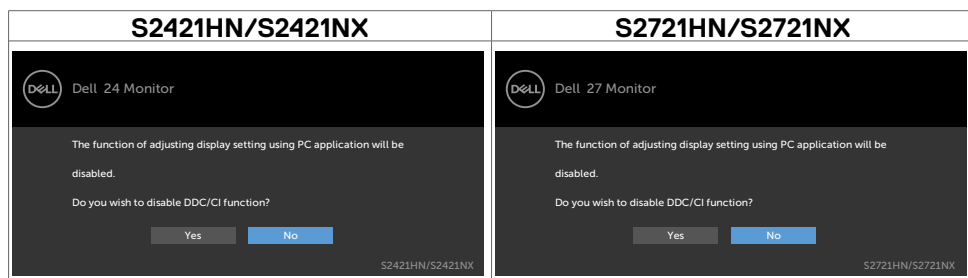 S2421HN/S2421NX
S2721HN/S2721NX
DELL
Dell 24 Monitor
The function of adjusting display setting using PC application will be
disabled.
Do you wish to disable DDC/CI function?
Yes
No
S2421HN/S2421NX
DELL
Dell 27 Monitor
The function of adjusting display setting using PC application will be
disabled.
Do you wish to disable DDC/CI function?
Yes
No
S2721HN/S2721NX